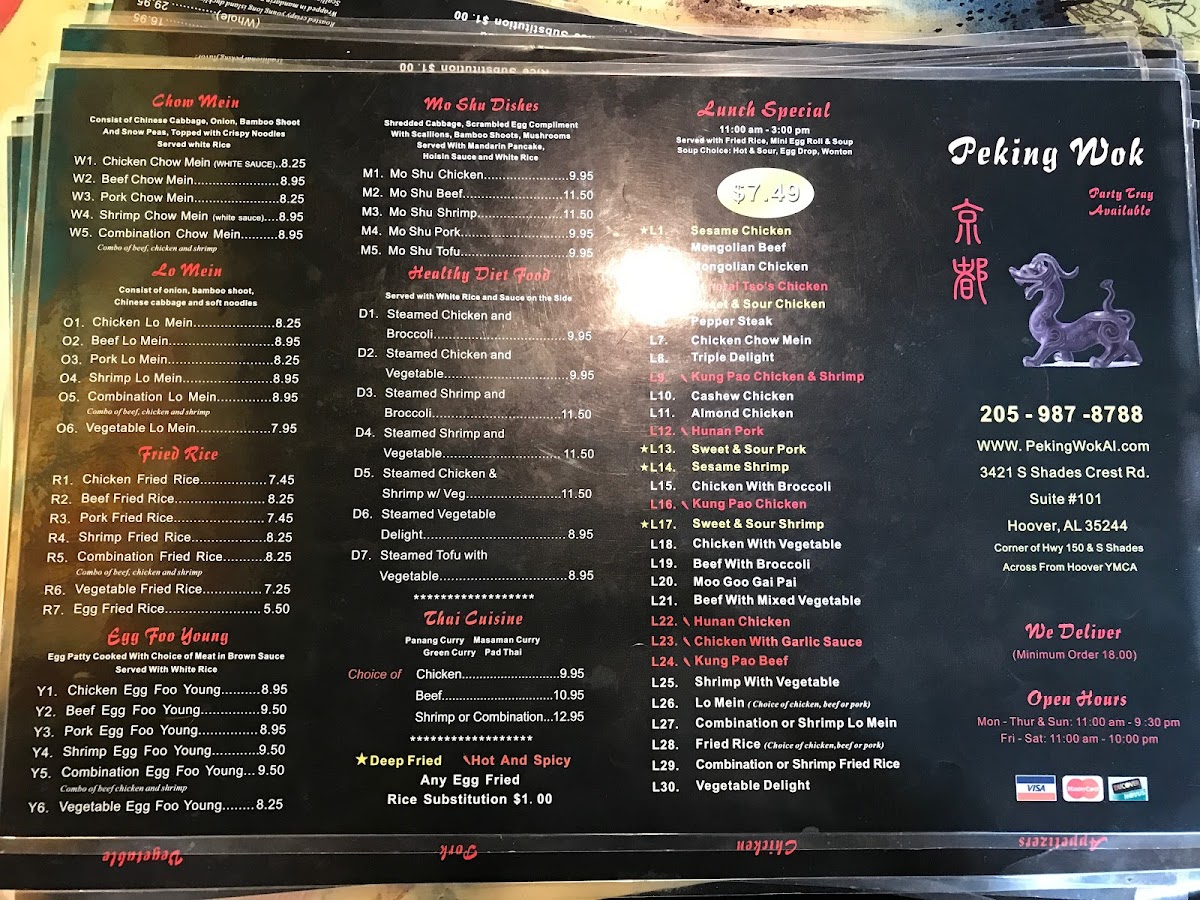 (Whole)
16.95
Roasted crispy young long island duckling
29.95
Rice Substitution $1.00
Rice Substitution $1.00
Chow Mein
Consist of Chinese Cabbage, Onion, Bamboo Shoot
And Snow Peas, Topped with Crispy Noodles
Served white Rice
W1. Chicken Chow Mein (WHITE SAUCE)..8.25
W2. Beef Chow Mein......................8.95
W3. Pork Chow Mein......................8.25
W4. Shrimp Chow Mein (white sauce)....8.95
W5. Combination Chow Mein.........8.95
Combo of beef, chicken and shrimp
Lo Mein
Consist of onion, bamboo shoot,
Chinese cabbage and soft noodles
O1. Chicken Lo Mein.....................8.25
O2. Beef Lo Mein...........................8.95
O3. Pork Lo Mein...........................8.25
O4. Shrimp Lo Mein.......................8.95
O5. Combination Lo Mein..............8.95
Combo of beef, chicken and shrimp
O6. Vegetable Lo Mein...................7.95
Fried Rice
R1. Chicken Fried Rice.................7.45
R2. Beef Fried Rice.......................8.25
R3. Pork Fried Rice.......................7.45
R4. Shrimp Fried Rice...................8.25
R5. Combination Fried Rice..........8.25
Combo of beef, chicken and shrimp
R6. Vegetable Fried Rice..............7.25
R7. Egg Fried Rice........................5.50
Egg Foo Young
Egg Patty Cooked With Choice of Meat in Brown Sauce
Served With White Rice
Y1. Chicken Egg Foo Young..........8.95
Y2. Beef Egg Foo Young...............9.50
Y3. Pork Egg Foo Young...............8.95
Y4. Shrimp Egg Foo Young...........9.50
Y5. Combination Egg Foo Young...9.50
Combo of beef chicken and shrimp
Y6. Vegetable Egg Foo Young........8.25
Mo Shu Dishes
Shredded Cabbage, Scrambled Egg Compliment
With Scallions, Bamboo Shoots, Mushrooms
Served With Mandarin Pancake,
Hoisin Sauce and White Rice
M1. Mo Shu Chicken.....................9.95
M2. Mo Shu Beef.........................11.50
M3. Mo Shu Shrimp.....................11.50
M4. Mo Shu Pork...........................9.95
M5. Mo Shu Tofu...........................9.95
Healthy Diet Food
Served with White Rice and Sauce on the Side
D1. Steamed Chicken and
Broccoli.................................9.95
D2. Steamed Chicken and
Vegetable..............................9.95
D3. Steamed Shrimp and
Broccoli................................11.50
D4. Steamed Shrimp and
Vegetable..............................11.50
D5. Steamed Chicken &
Shrimp w/ Veg.......................11.50
D6. Steamed Vegetable
Delight....................................8.95
D7. Steamed Tofu with
Vegetable...............................8.95
******************
Thai Cuisine
Panang Curry Masaman Curry
Green Curry Pad Thai
Choice of Chicken.......................9.95
Beef...........................10.95
Shrimp or Combination...12.95
******************
★Deep Fried Hot And Spicy
Any Egg Fried
Rice Substitution $1.00
Lunch Special
11:00 am - 3:00 pm
Served with Fried Rice, Mini Egg Roll & Soup
Soup Choice: Hot & Sour, Egg Drop, Wonton
$7.49
★L1. Sesame Chicken
Mongolian Beef
Mongolian Chicken
General Tso's Chicken
Sweet & Sour Chicken
Pepper Steak
L7. Chicken Chow Mein
L8. Triple Delight
L9. Kung Pao Chicken & Shrimp
L10. Cashew Chicken
L11. Almond Chicken
L12. Hunan Pork
★L13. Sweet & Sour Pork
★L14. Sesame Shrimp
L15. Chicken With Broccoli
L16. Kung Pao Chicken
★L17. Sweet & Sour Shrimp
L18. Chicken With Vegetable
L19. Beef With Broccoli
L20. Moo Goo Gai Pai
L21. Beef With Mixed Vegetable
L22. Hunan Chicken
L23. Chicken With Garlic Sauce
L24. Kung Pao Beef
L25. Shrimp With Vegetable
L26. Lo Mein ( Choice of chicken, beef or pork)
L27. Combination or Shrimp Lo Mein
L28. Fried Rice (Choice of chicken,beef or pork)
L29. Combination or Shrimp Fried Rice
L30. Vegetable Delight
Peking Wok
Party Tray
Available
京都
205 - 987 -8788
WWW. PekingWokAl.com
3421 S Shades Crest Rd.
Suite #101
Hoover, AL 35244
Corner of Hwy 150 & S Shades
Across From Hoover YMCA
We Deliver
(Minimum Order 18.00)
Open Hours
Mon - Thur & Sun: 11:00 am - 9 :30 pm
Fri - Sat: 11:00 am - 10:00 pm
VISA
MasterCard
DISCOVER
NOVUS
Vegetable
Pork
Chicken
Appetizers